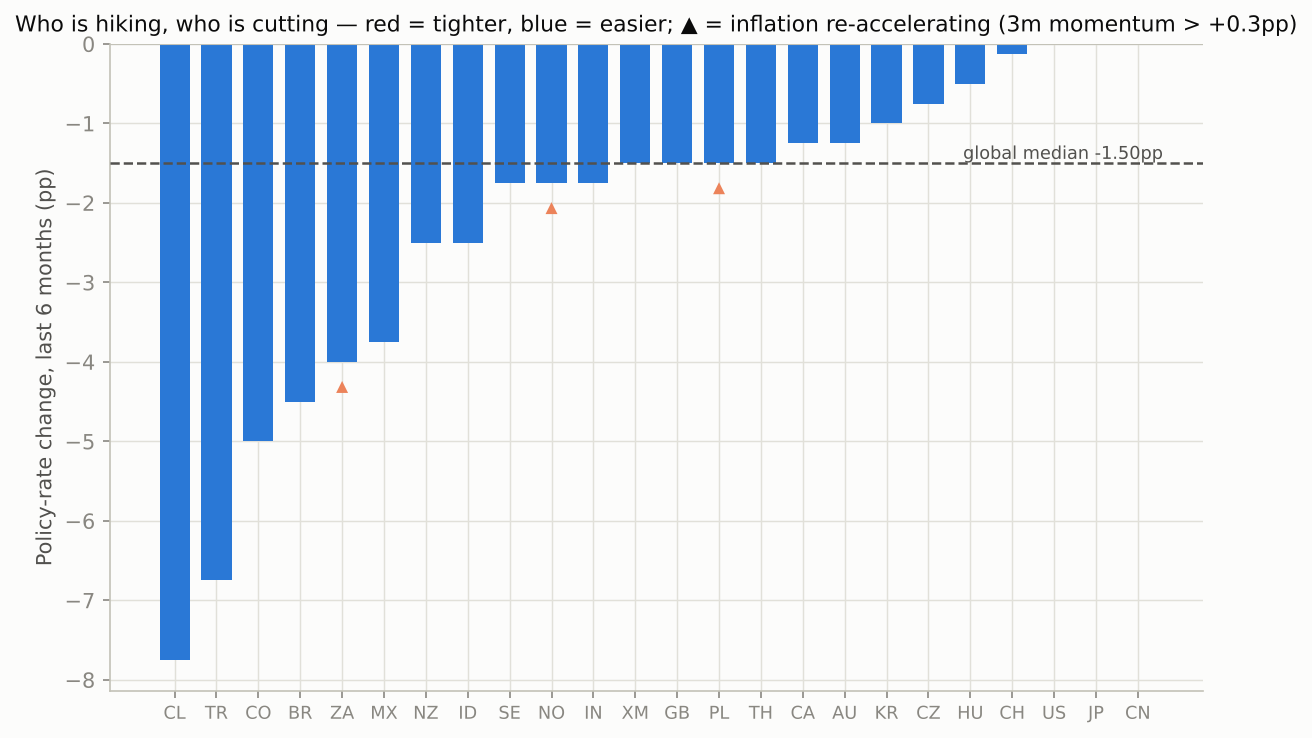 Who is hiking, who is cutting — red = tighter, blue = easier; ▲ = inflation re-accelerating (3m momentum > +0.3pp)
Policy-rate change, last 6 months (pp)
0
−1
−2
−3
−4
−5
−6
−7
−8
global median -1.50pp
CL TR CO BR ZA MX NZ ID SE NO IN XM GB PL TH CA AU KR CZ HU CH US JP CN